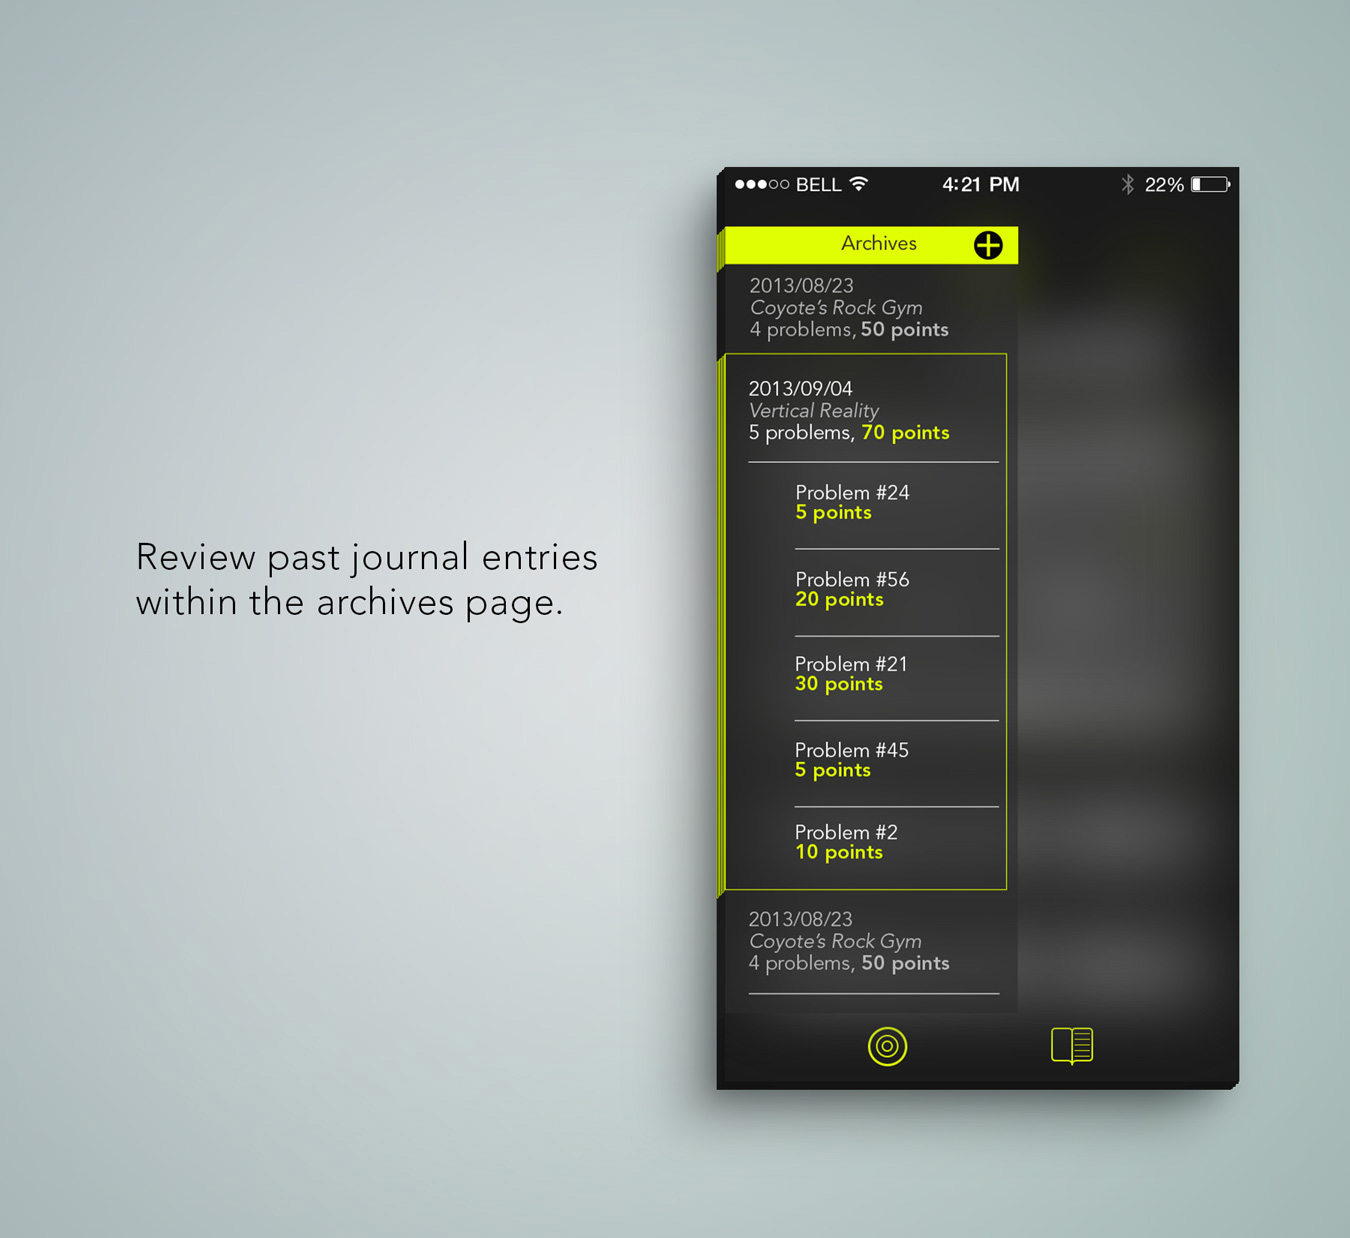 Review past journal entries
within the archives page.
BELL 4:21 PM 22%
Archives
2013/08/23
Coyote’s Rock Gym
4 problems, 50 points
2013/09/04
Vertical Reality
5 problems, 70 points
Problem #24
5 points
Problem #56
20 points
Problem #21
30 points
Problem #45
5 points
Problem #2
10 points
2013/08/23
Coyote’s Rock Gym
4 problems, 50 points